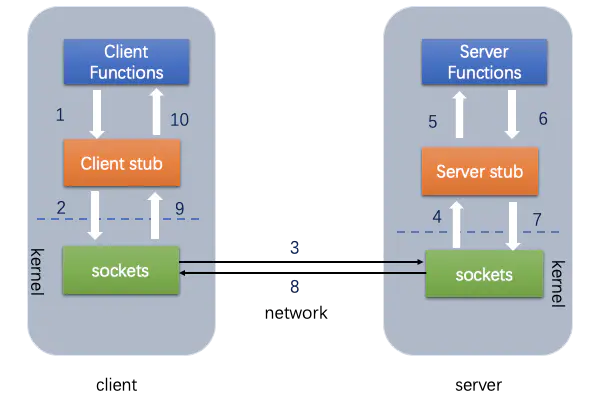 Client
Functions
1
10
Client stub
2
9
kernel
sockets
client
3
8
network
Server
Functions
5
6
Server stub
4
7
sockets
kernel
server